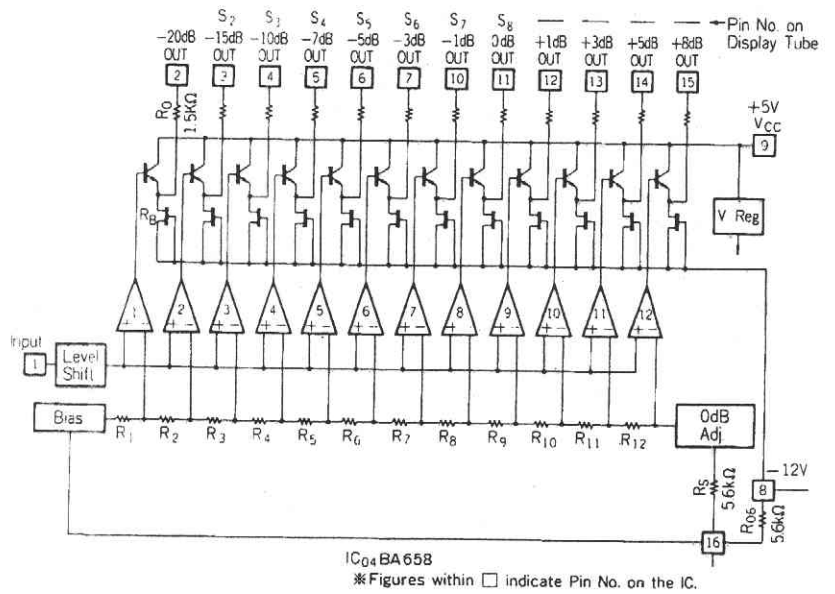 S2 S3 S4 S5 S6 S7 S8 — — — — ← Pin No. on
Display Tube
-20dB -15dB -10dB -7dB -5dB -3dB -1dB 0dB +1dB +3dB +5dB +8dB
OUT OUT OUT OUT OUT OUT OUT OUT OUT OUT OUT OUT
2 3 4 5 6 7 10 11 12 13 14 15
RO
1.5KΩ
+5V
VCC
9
RB
V Reg
1 2 3 4 5 6 7 8 9 10 11 12
+ - + - + - + - + - + - + - + - + - + - + - + -
Input
1
Level
Shift
Bias
R1 R2 R3 R4 R5 R6 R7 R8 R9 R10 R11 R12
0dB
Adj.
RS
5.6kΩ
-12V
8
R06
5.6kΩ
16
IC04 BA658
※Figures within □ indicate Pin No. on the IC.